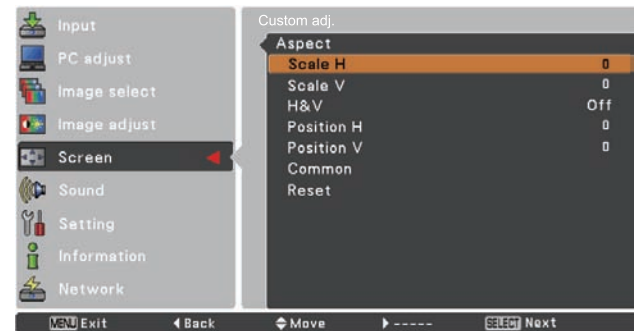 Input
PC adjust
Image select
Image adjust
Screen
Sound
Setting
Information
Network
Custom adj.
Aspect
Scale H 0
Scale V 0
H&V Off
Position H 0
Position V 0
Common
Reset
MENU Exit Back Move ----- SELECT Next